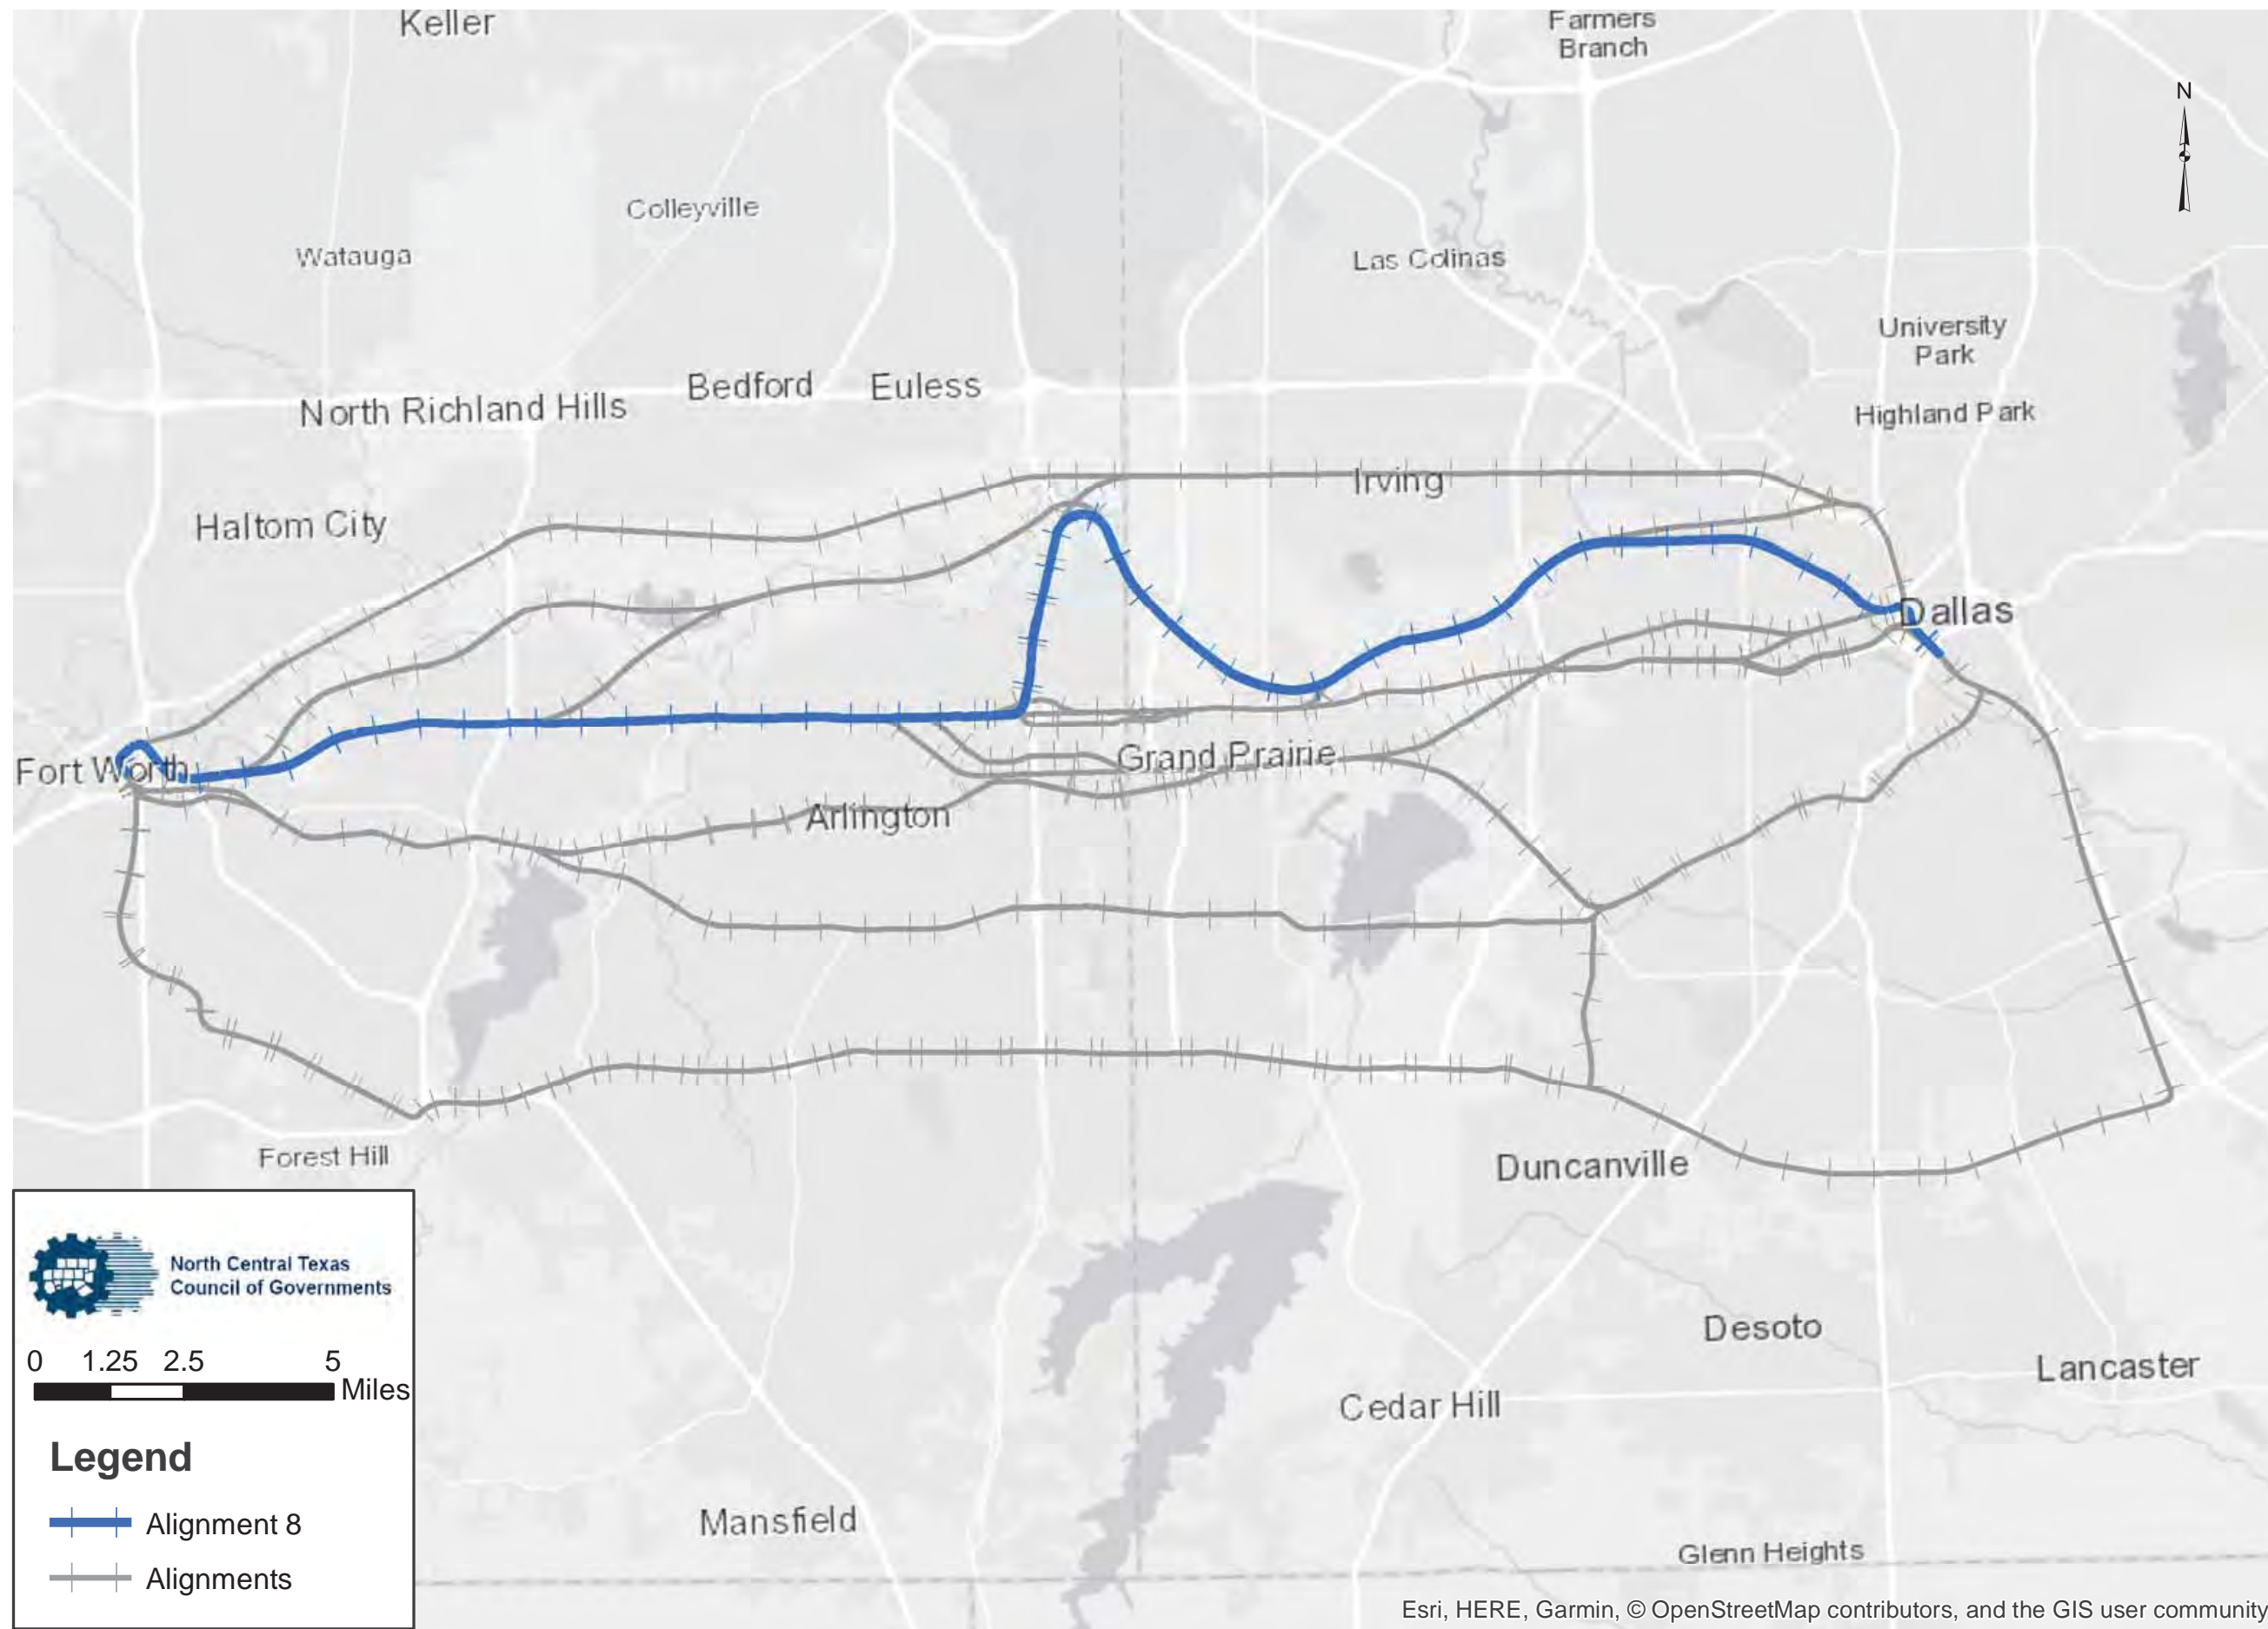 Keller
Farmers
Branch
N
Colleyville
Watauga
Las Colinas
University
Park
Bedford
Euless
North Richland Hills
Highland Park
Irving
Haltom City
Dallas
Fort Worth
Grand Prairie
Arlington
Forest Hill
Duncanville
North Central Texas
Council of Governments
0 1.25 2.5 5
Miles
Desoto
Lancaster
Cedar Hill
Legend
Alignment 8
Mansfield
Glenn Heights
Alignments
Esri, HERE, Garmin, © OpenStreetMap contributors, and the GIS user community